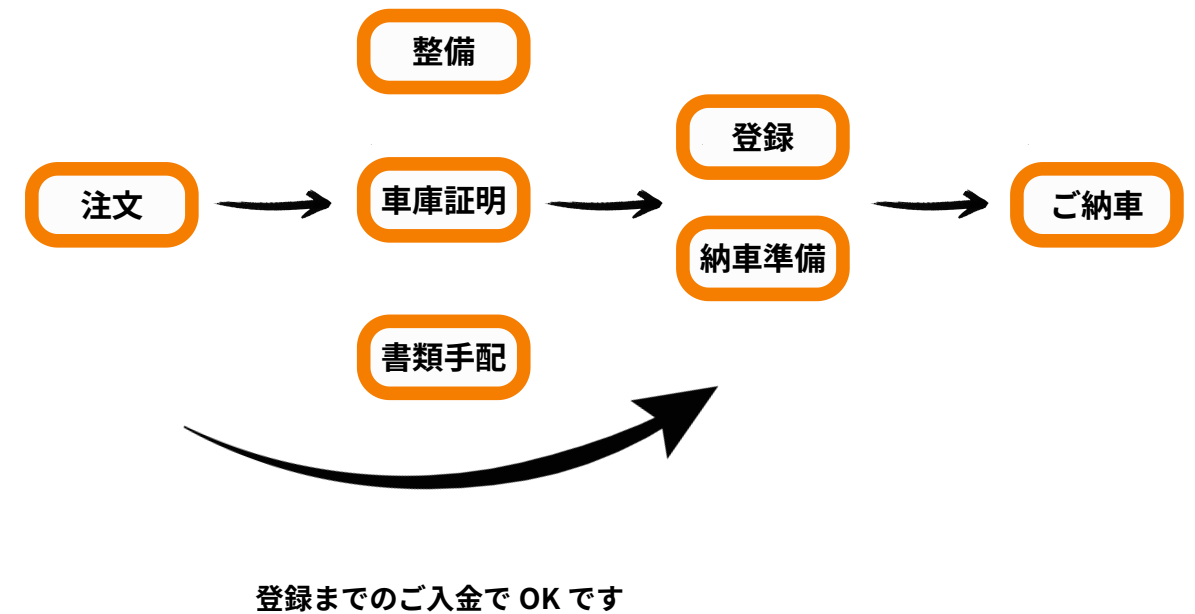 注文
整備
車庫証明
書類手配
登録
納車準備
ご納車
登録までのご入金で OK です